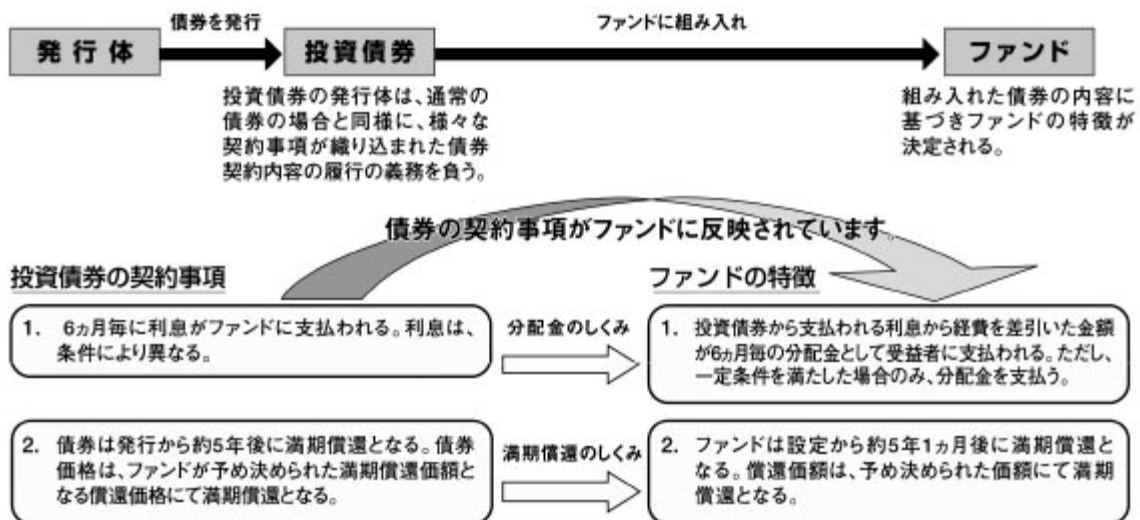 債券を発行
ファンドに組み入れ
発行体
投資債券
ファンド
投資債券の発行体は、通常の
債券の場合と同様に、様々な
契約事項が織り込まれた債券
契約内容の履行の義務を負う。
組み入れた債券の内容に
基づきファンドの特徴が
決定される。
債券の契約事項がファンドに反映されています。
投資債券の契約事項
ファンドの特徴
1. 6ヵ月毎に利息がファンドに支払われる。利息は、
条件により異なる。
分配金のしくみ
1. 投資債券から支払われる利息から経費を差引いた金額
が6ヵ月毎の分配金として受益者に支払われる。ただし、
一定条件を満たした場合のみ、分配金を支払う。
2. 債券は発行から約5年後に満期償還となる。債券
価格は、ファンドが予め決められた満期償還価額と
なる償還価格にて満期償還となる。
満期償還のしくみ
2. ファンドは設定から約5年1ヵ月後に満期償還と
なる。償還価額は、予め決められた価額にて満期
償還となる。